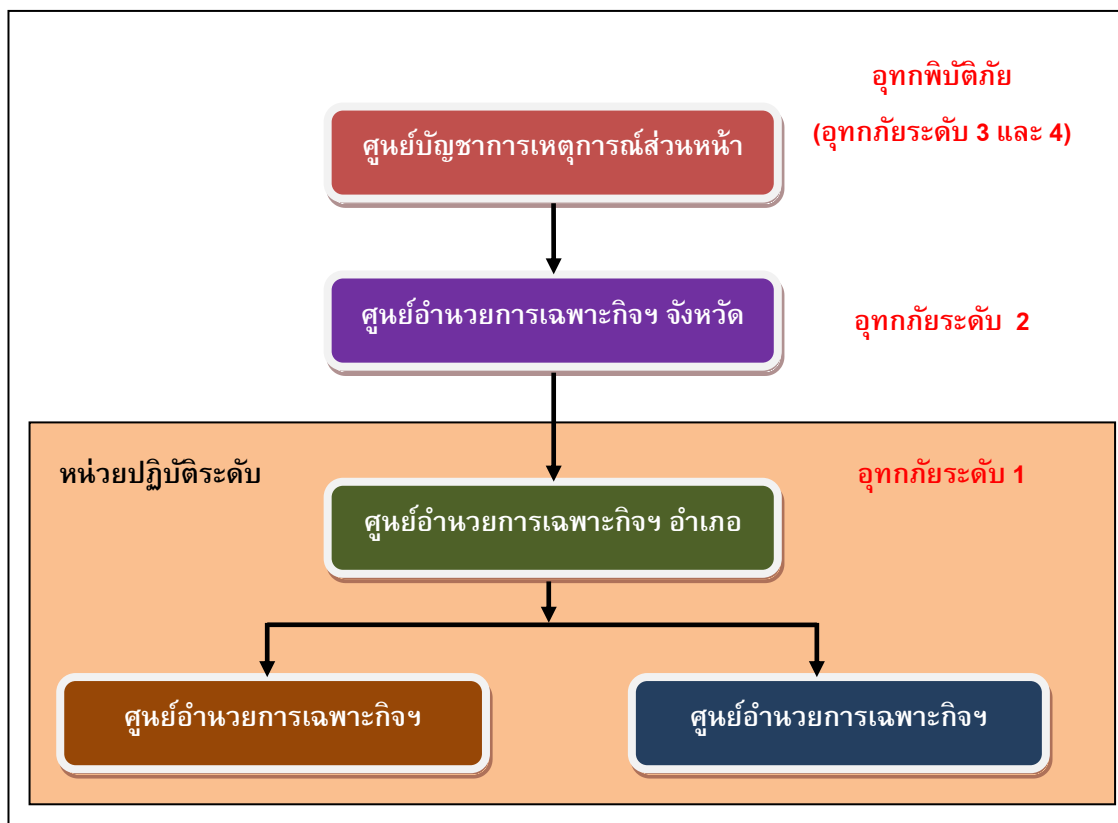 อุทกพิบัติภัย
(อุทกภัยระดับ 3 และ 4)
ศูนย์บัญชาการเหตุการณ์ส่วนหน้า
ศูนย์อำนวยการเฉพาะกิจฯ จังหวัด
อุทกภัยระดับ 2
หน่วยปฏิบัติระดับ
อุทกภัยระดับ 1
ศูนย์อำนวยการเฉพาะกิจฯ อำเภอ
ศูนย์อำนวยการเฉพาะกิจฯ
ศูนย์อำนวยการเฉพาะกิจฯ